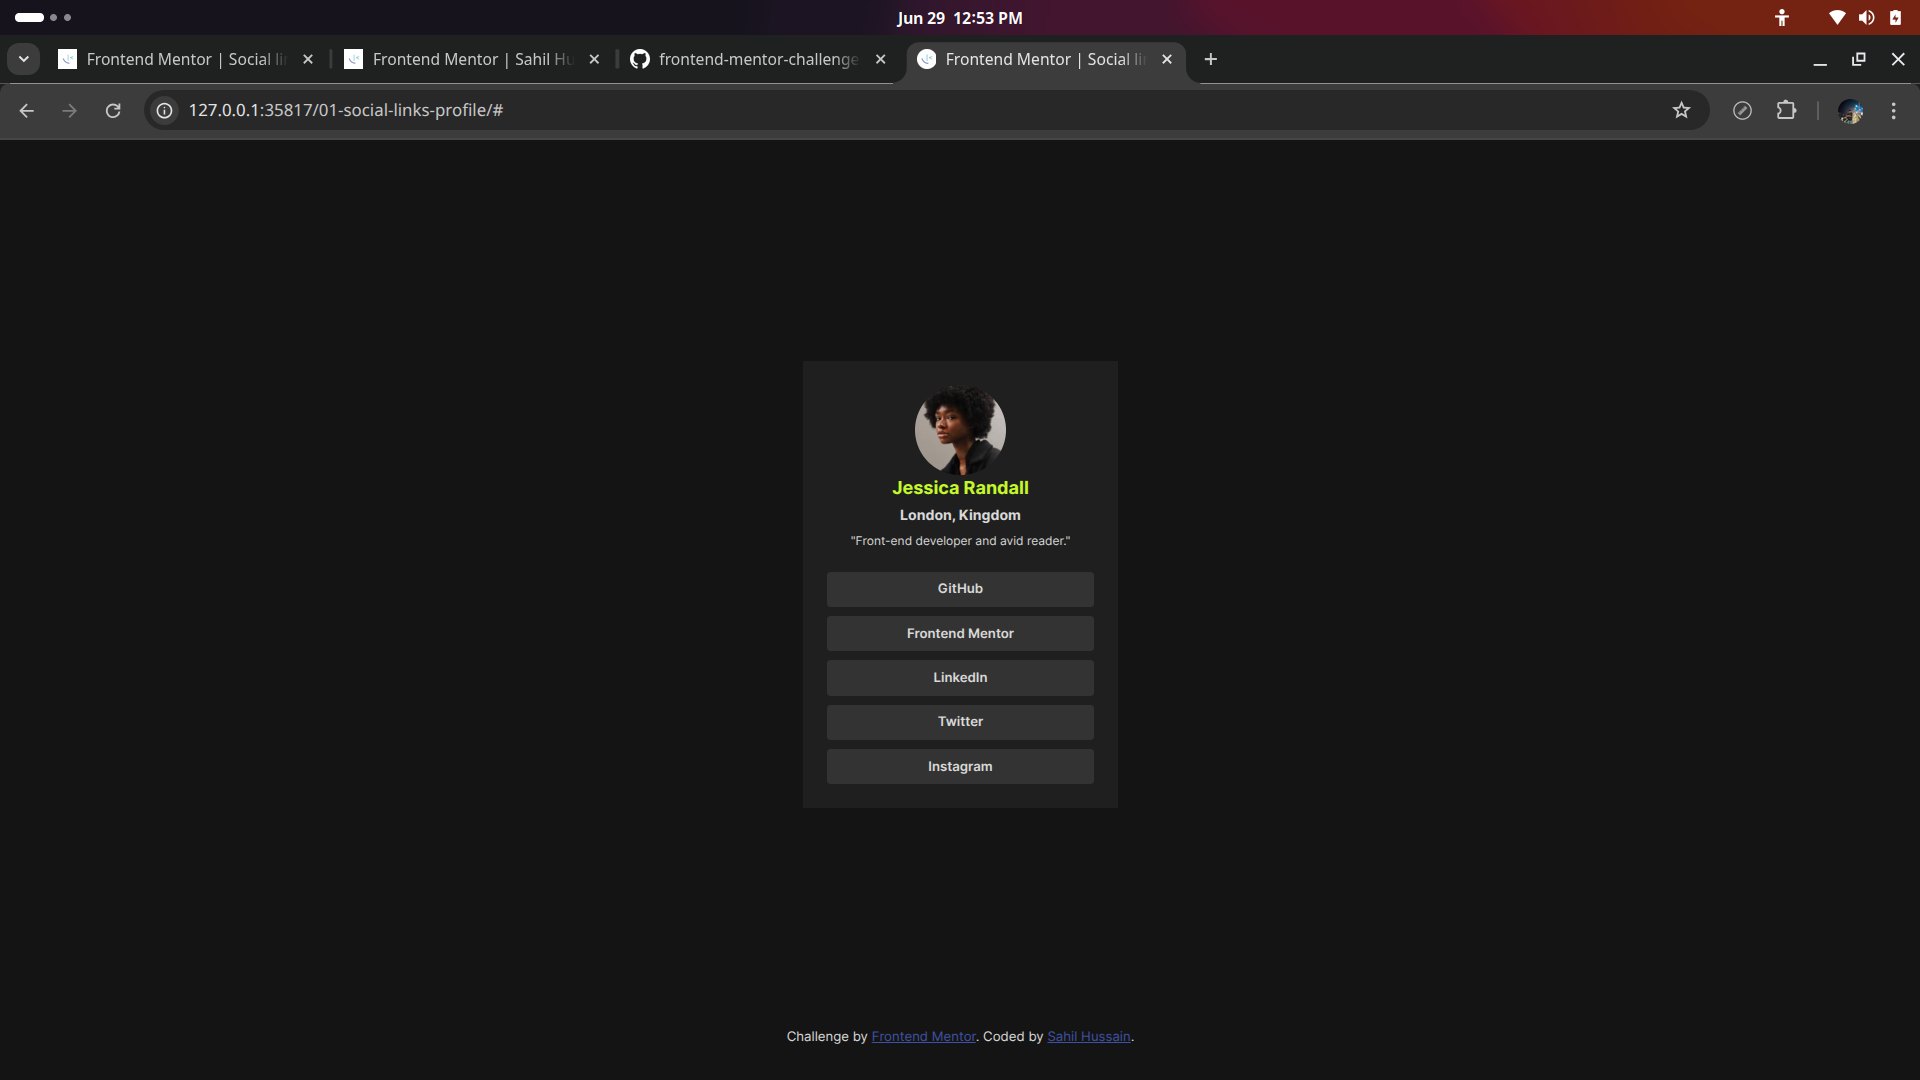 Jun 29 12:53 PM
Frontend Mentor | Social li
Frontend Mentor | Sahil Hu
frontend-mentor-challenge
Frontend Mentor | Social li
127.0.0.1:35817/01-social-links-profile/#
Jessica Randall
London, Kingdom
"Front-end developer and avid reader."
GitHub
Frontend Mentor
LinkedIn
Twitter
Instagram
Challenge by Frontend Mentor. Coded by Sahil Hussain.